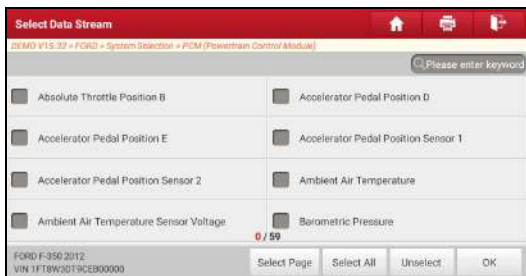 Select Data Stream
DEMO V15.32 > FORD > System Selection > PCM (Powertrain Control Module)
Please enter keyword
Absolute Throttle Position B
Accelerator Pedal Position D
Accelerator Pedal Position E
Accelerator Pedal Position Sensor 1
Accelerator Pedal Position Sensor 2
Ambient Air Temperature
Ambient Air Temperature Sensor Voltage
Barometric Pressure
0 / 59
FORD F-350 2012
VIN 1FT8W3DT9CEB00000
Select Page
Select All
Unselect
OK